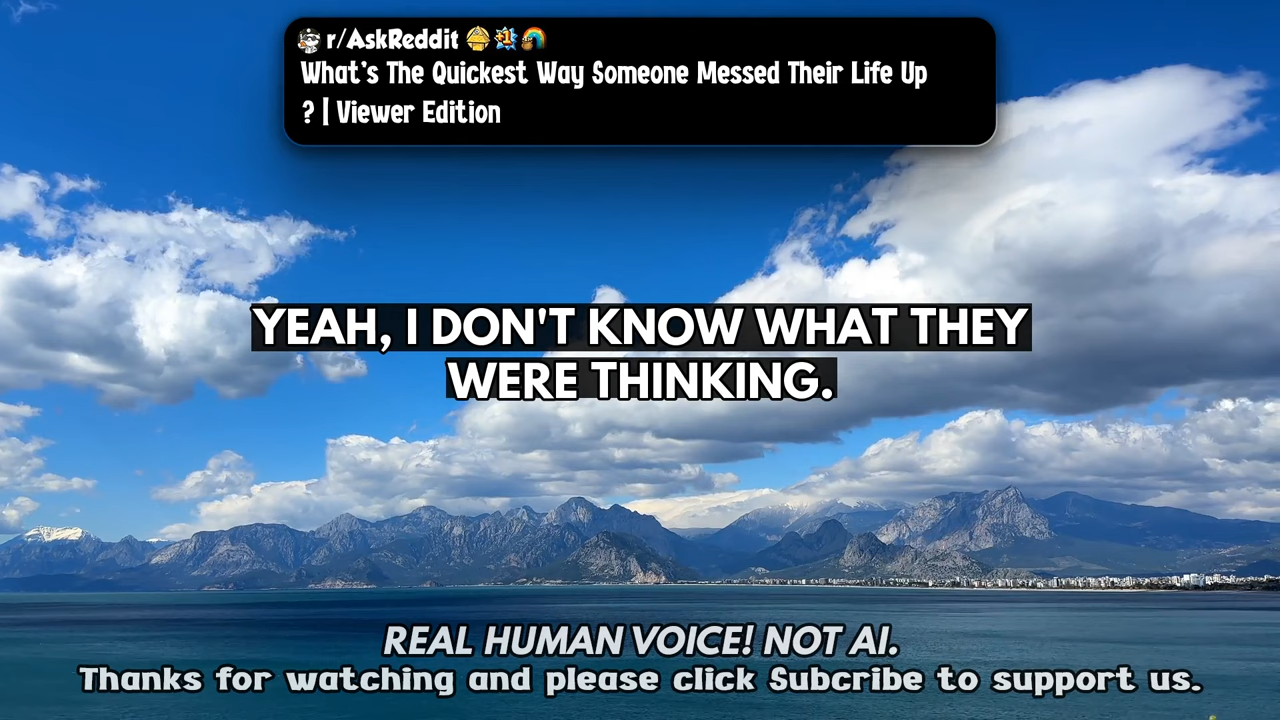 r/AskReddit
What's The Quickest Way Someone Messed Their Life Up
? | Viewer Edition
YEAH, I DON'T KNOW WHAT THEY
WERE THINKING.
REAL HUMAN VOICE! NOT AI.
Thanks for watching and please click Subcribe to support us.